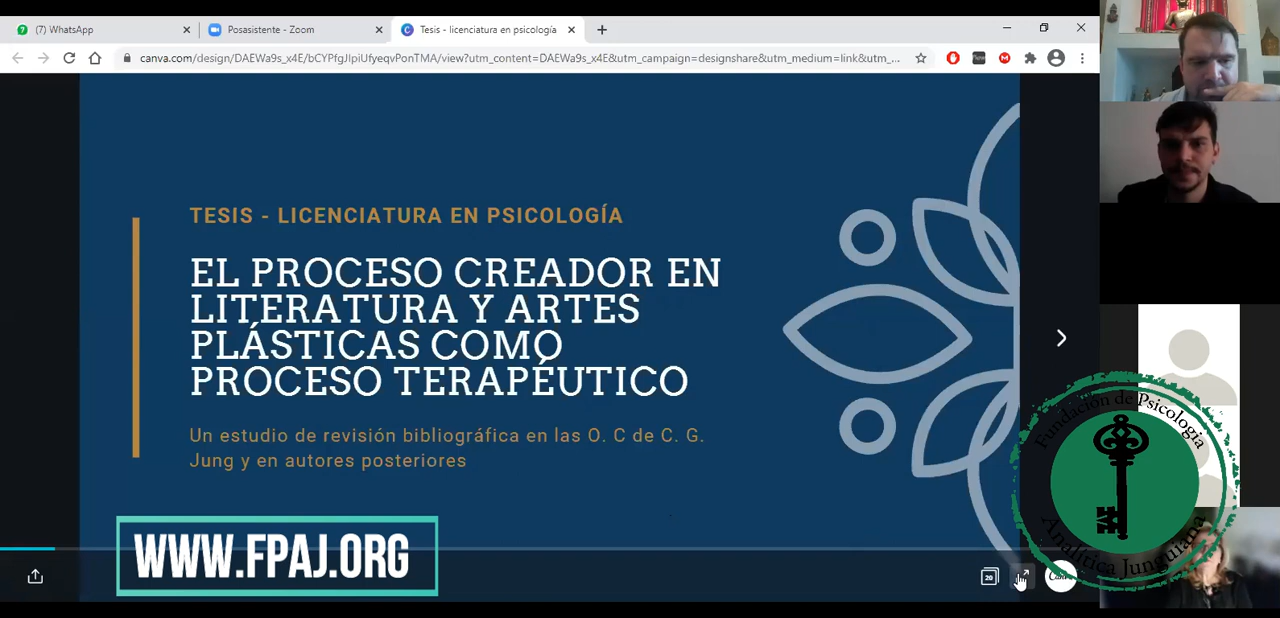 (7) WhatsApp
Posasistente - Zoom
Tesis - licenciatura en psicología
canva.com/design/DAEWa9s_x4E/bCYPfgJIpiUfyeqvPonTMA/view?utm_content=DAEWa9s_x4E&utm_campaign=designshare&utm_medium=link&utm_...
TESIS - LICENCIATURA EN PSICOLOGÍA
EL PROCESO CREADOR EN
LITERATURA Y ARTES
PLÁSTICAS COMO
PROCESO TERAPÉUTICO
Un estudio de revisión bibliográfica en las O. C de C. G.
Jung y en autores posteriores
WWW.FPAJ.ORG
20
Fundación de Psicología
Analítica Junguiana